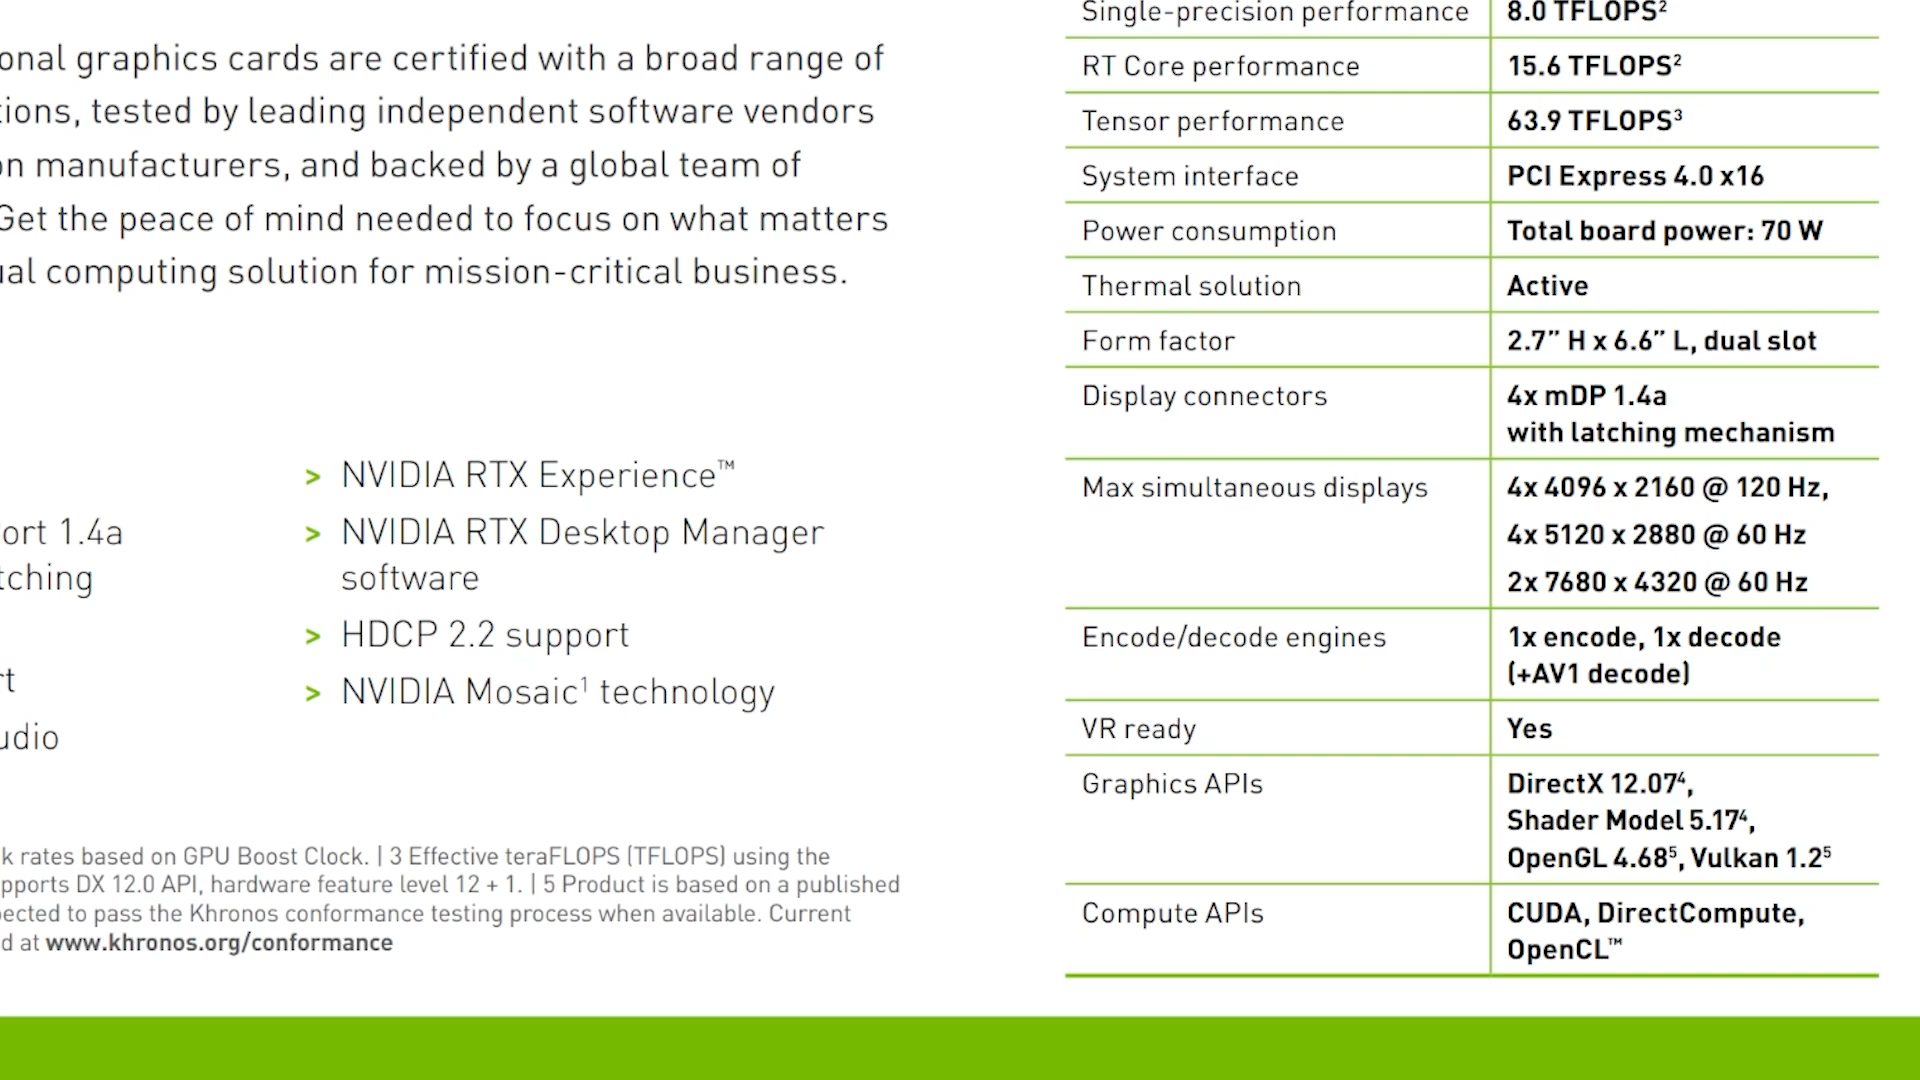 onal graphics cards are certified with a broad range of
tions, tested by leading independent software vendors
on manufacturers, and backed by a global team of
Get the peace of mind needed to focus on what matters
ual computing solution for mission-critical business.
ort 1.4a
tching
rt
udio
> NVIDIA RTX Experience™
> NVIDIA RTX Desktop Manager
software
> HDCP 2.2 support
> NVIDIA Mosaic¹ technology
k rates based on GPU Boost Clock. | 3 Effective teraFLOPS (TFLOPS) using the
pports DX 12.0 API, hardware feature level 12 + 1. | 5 Product is based on a published
pected to pass the Khronos conformance testing process when available. Current
d at www.khronos.org/conformance
Single-precision performance 8.0 TFLOPS²
RT Core performance 15.6 TFLOPS²
Tensor performance 63.9 TFLOPS³
System interface PCI Express 4.0 x16
Power consumption Total board power: 70 W
Thermal solution Active
Form factor 2.7” H x 6.6” L, dual slot
Display connectors 4x mDP 1.4a
with latching mechanism
Max simultaneous displays 4x 4096 x 2160 @ 120 Hz,
4x 5120 x 2880 @ 60 Hz
2x 7680 x 4320 @ 60 Hz
Encode/decode engines 1x encode, 1x decode
(+AV1 decode)
VR ready Yes
Graphics APIs DirectX 12.07⁴,
Shader Model 5.17⁴,
OpenGL 4.68⁵, Vulkan 1.2⁵
Compute APIs CUDA, DirectCompute,
OpenCL™